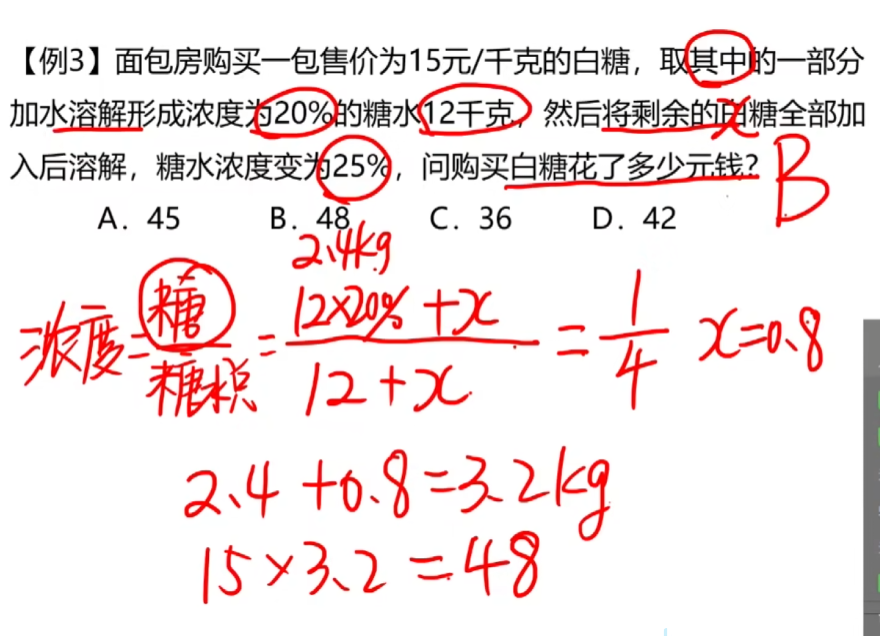 【例3】面包房购买一包售价为15元/千克的白糖，取其中的一部分
加水溶解形成浓度为20%的糖水12千克，然后将剩余的白糖全部加
入后溶解，糖水浓度变为25%，问购买白糖花了多少元钱？
x
B
A．45 B．48 C．36 D．42
2.4kg
浓度=糖/糖水总=(12×20%+x)/(12+x)=1/4 x=0.8
2.4+0.8=3.2kg
15×3.2=48